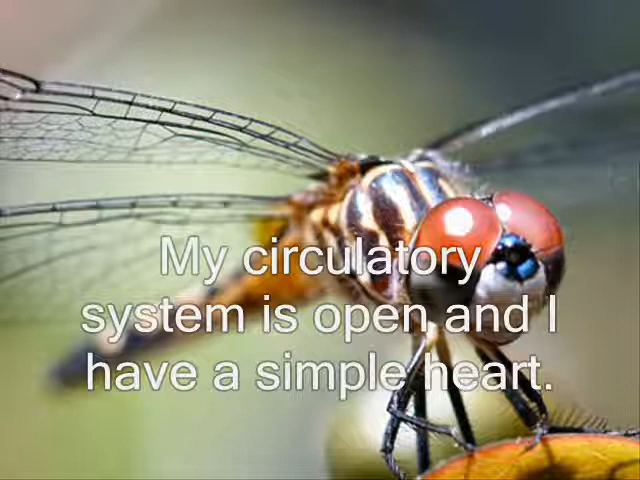 My circulatory
system is open and I
have a simple heart.